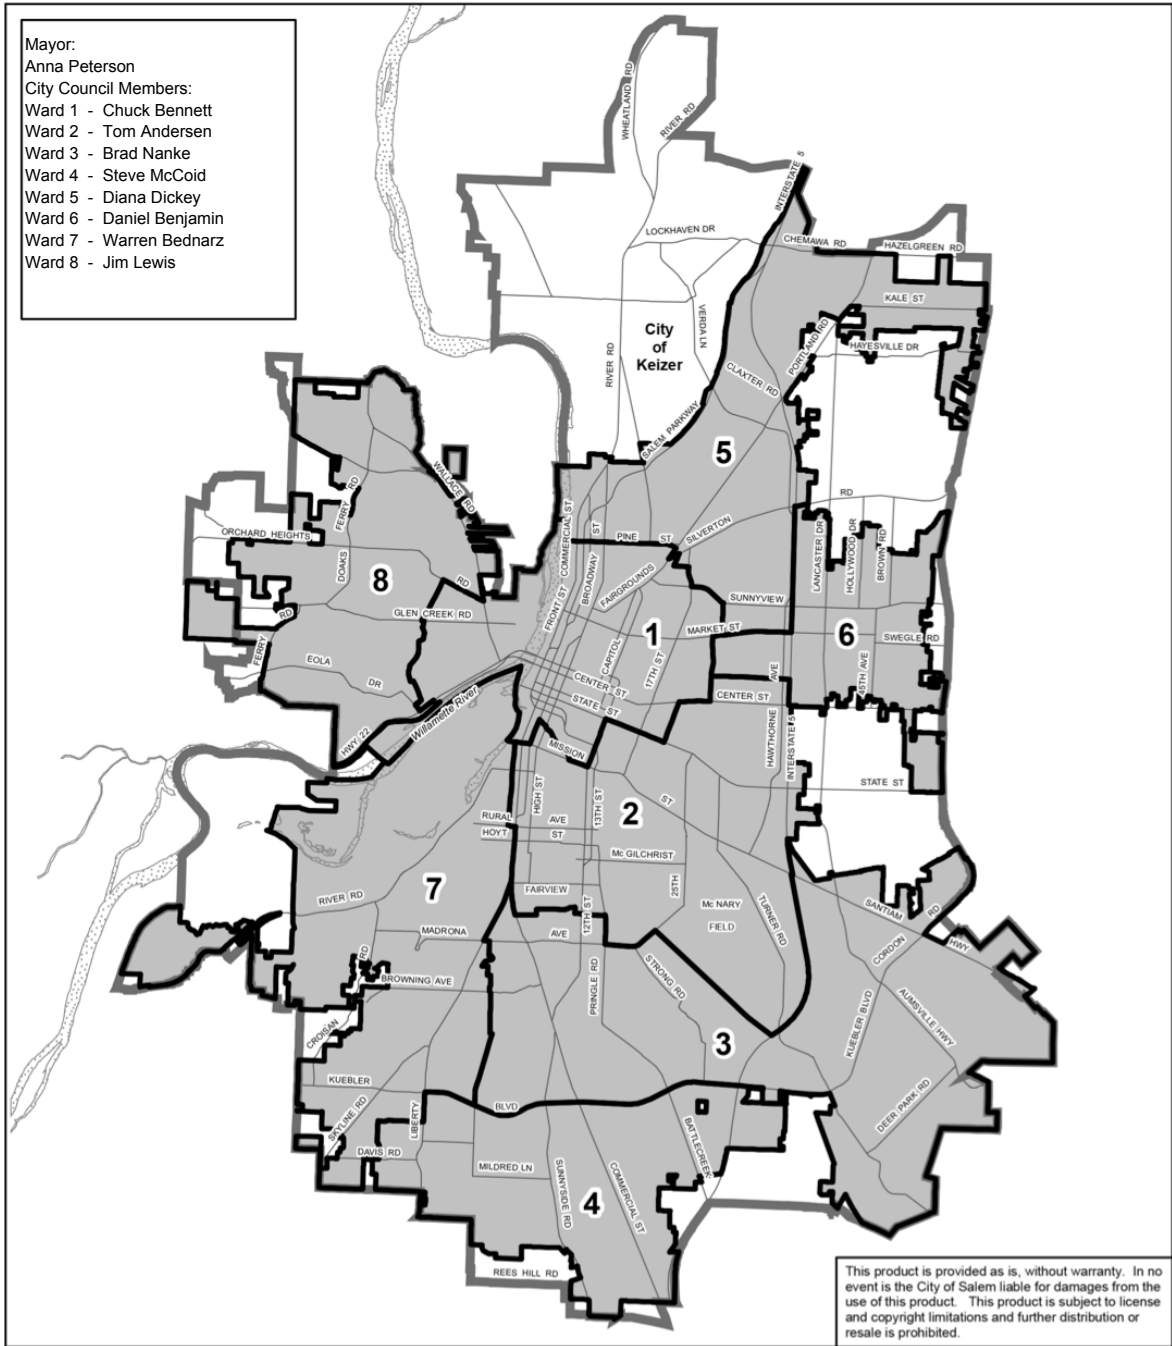 Mayor:
Anna Peterson
City Council Members:
Ward 1 - Chuck Bennett
Ward 2 - Tom Andersen
Ward 3 - Brad Nanke
Ward 4 - Steve McCoid
Ward 5 - Diana Dickey
Ward 6 - Daniel Benjamin
Ward 7 - Warren Bednarz
Ward 8 - Jim Lewis
WHEATLAND RD
RIVER RD
INTERSTATE 5
LOCKHAVEN DR
CHEMAWA RD
HAZELGREEN RD
KALE ST
VERDA LN
City
of
Keizer
RIVER RD
PORTLAND RD
HAYESVILLE DR
CLAXTER RD
SALEM PARKWAY
5
WALLACE RD
FERRY RD
ORCHARD HEIGHTS
RD
DOAKS
8
GLEN CREEK RD
FERRY RD
EOLA DR
HWY 22
Willamette River
COMMERCIAL ST
FRONT ST
BROADWAY ST
PINE ST
SILVERTON RD
FAIRGROUNDS
LANCASTER DR
HOLLYWOOD DR
BROWN RD
SUNNYVIEW
1
MARKET ST
6
SWEGLE RD
45TH AVE
CAPITOL
17TH ST
CENTER ST
STATE ST
CENTER ST
HAWTHORNE AVE
INTERSTATE 5
STATE ST
MISSION ST
HIGH ST
13TH ST
2
RURAL AVE
HOYT ST
Mc GILCHRIST
25TH
FAIRVIEW
Mc NARY
FIELD
TURNER RD
12TH ST
7
RIVER RD
MADRONA AVE
BROWNING AVE
CROISAN RD
STRONG RD
PRINGLE RD
SANTIAM HWY
CORDON RD
KUEBLER BLVD
AUMSVILLE HWY
DEER PARK RD
3
KUEBLER BLVD
SKYLINE RD
LIBERTY
DAVIS RD
MILDRED LN
SUNNYSIDE RD
COMMERCIAL ST
BATTLECREEK
4
REES HILL RD
This product is provided as is, without warranty. In no
event is the City of Salem liable for damages from the
use of this product. This product is subject to license
and copyright limitations and further distribution or
resale is prohibited.